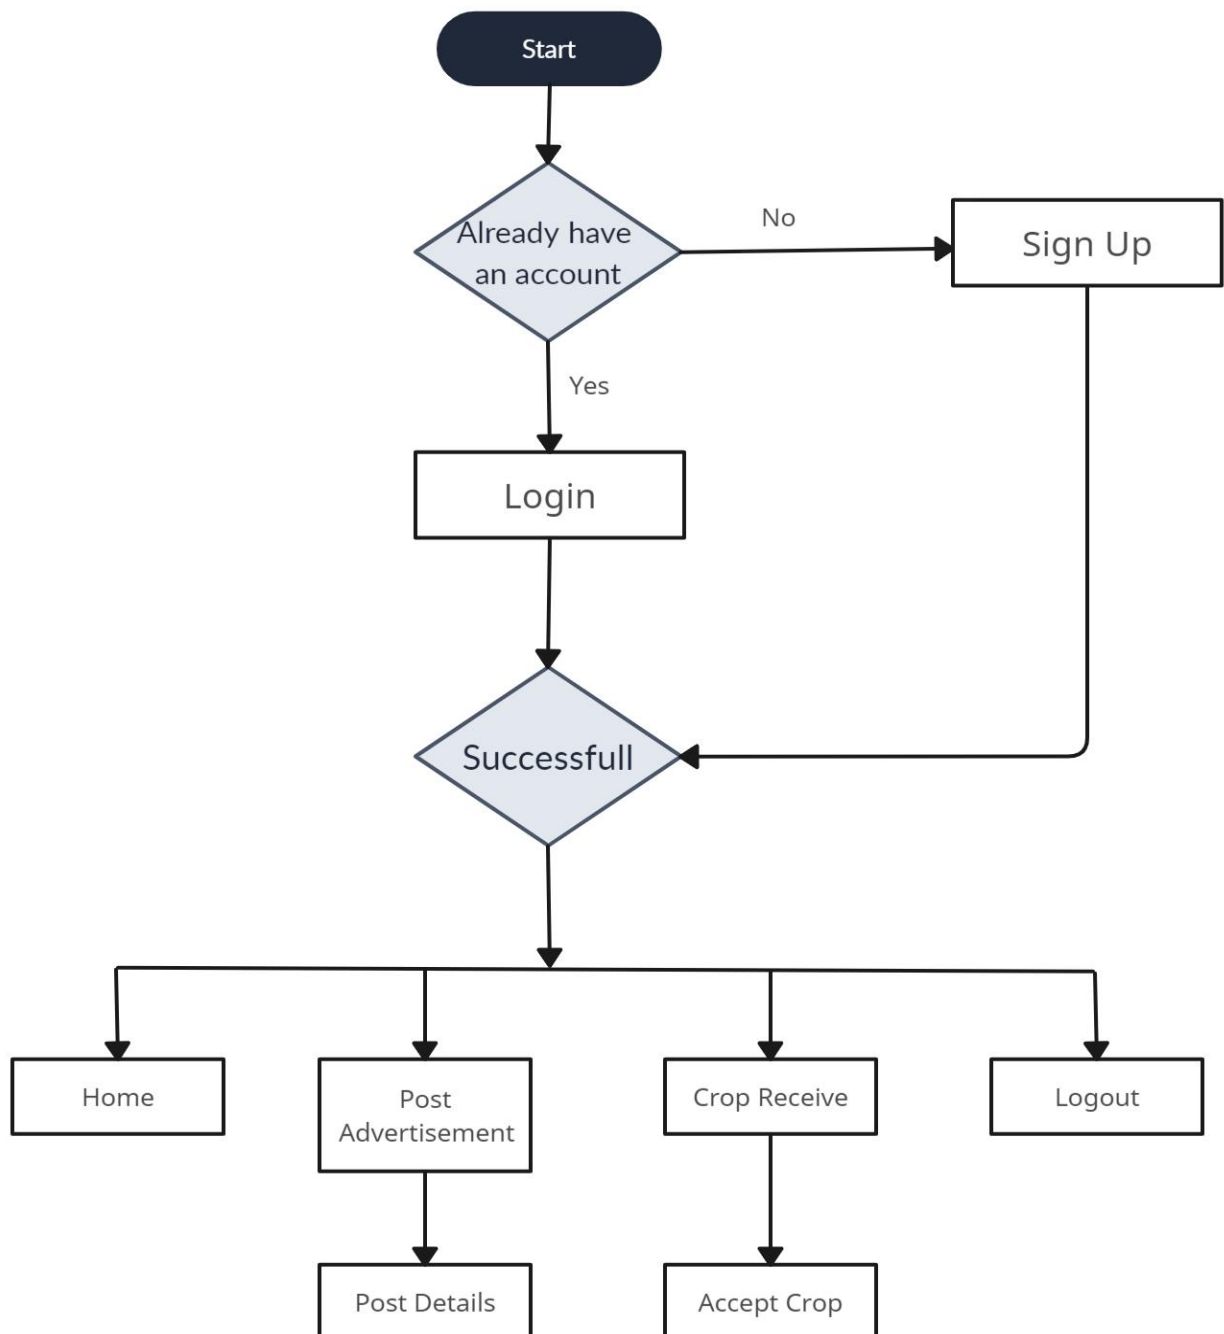 Start
Already have
an account
No
Sign Up
Yes
Login
Successfull
Home
Post
Advertisement
Crop Receive
Logout
Post Details
Accept Crop